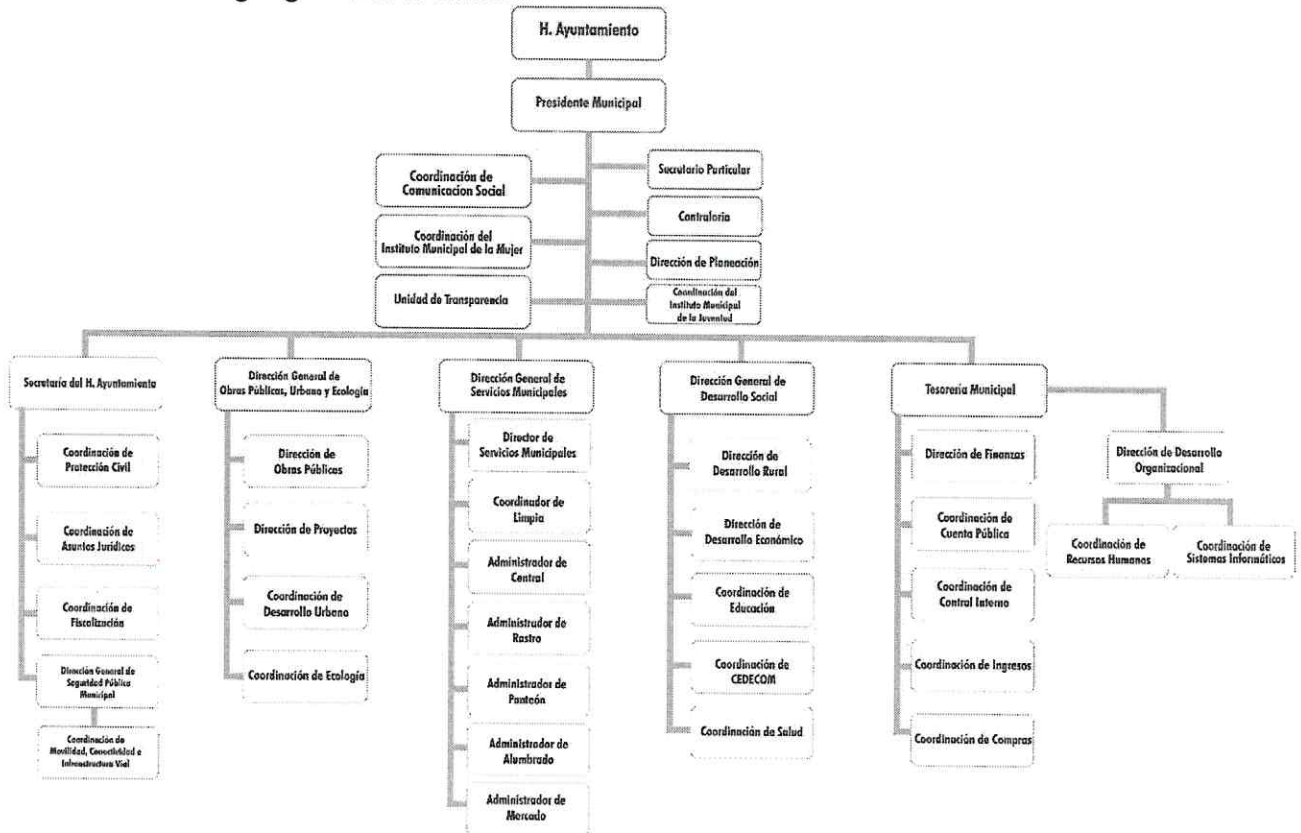 H. Ayuntamiento
Presidente Municipal
Coordinación de
Comunicacion Social
Secretario Particular
Contraloría
Coordinación del
Instituto Municipal de la Mujer
Dirección de Planeación
Unidad de Transparencia
Coordinación del
Instituto Municipal
de la Juventud
Secretaría del H. Ayuntamiento
Coordinación de
Protección Civil
Coordinación de
Asuntos Jurídicos
Coordinación de
Fiscalización
Dirección General de
Seguridad Pública
Municipal
Coordinación de
Movilidad, Conectividad e
Infraestructura Vial
Dirección General de
Obras Públicas, Urbano y Ecología
Dirección de
Obras Públicas
Dirección de Proyectos
Coordinación de
Desarrollo Urbano
Coordinación de Ecología
Dirección General de
Servicios Municipales
Director de
Servicios Municipales
Coordinador de
Limpia
Administrador de
Central
Administrador de
Rastro
Administrador de
Panteón
Administrador de
Alumbrado
Administrador de
Mercado
Dirección General de
Desarrollo Social
Dirección de
Desarrollo Rural
Dirección de
Desarrollo Económico
Coordinación de
Educación
Coordinación de
CEDECOM
Coordinación de Salud
Tesorería Municipal
Dirección de Finanzas
Coordinación de
Cuenta Pública
Coordinación de
Control Interno
Coordinación de Ingresos
Coordinación de Compras
Dirección de Desarrollo
Organizacional
Coordinación de
Recursos Humanos
Coordinación de
Sistemas Informáticos